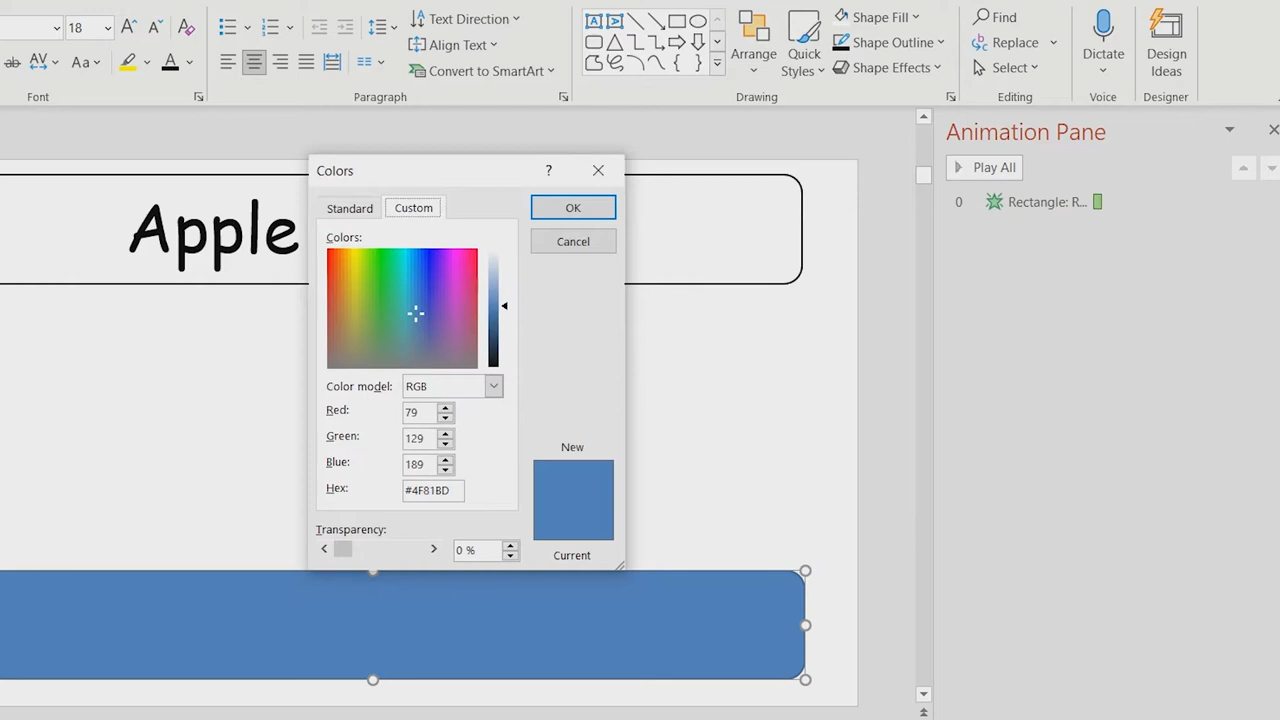 18
Text Direction
Shape Fill
Find
Align Text
Arrange
Quick Styles
Shape Outline
Replace
Dictate
Design Ideas
ab
AV
Aa
A
Convert to SmartArt
Shape Effects
Select
Font
Paragraph
Drawing
Editing
Voice
Designer
Animation Pane
Play All
0 Rectangle: R...
Apple
Colors
?
Standard
Custom
OK
Cancel
Colors:
Color model: RGB
Red: 79
Green: 129
Blue: 189
Hex: #4F81BD
New
Transparency:
0 %
Current